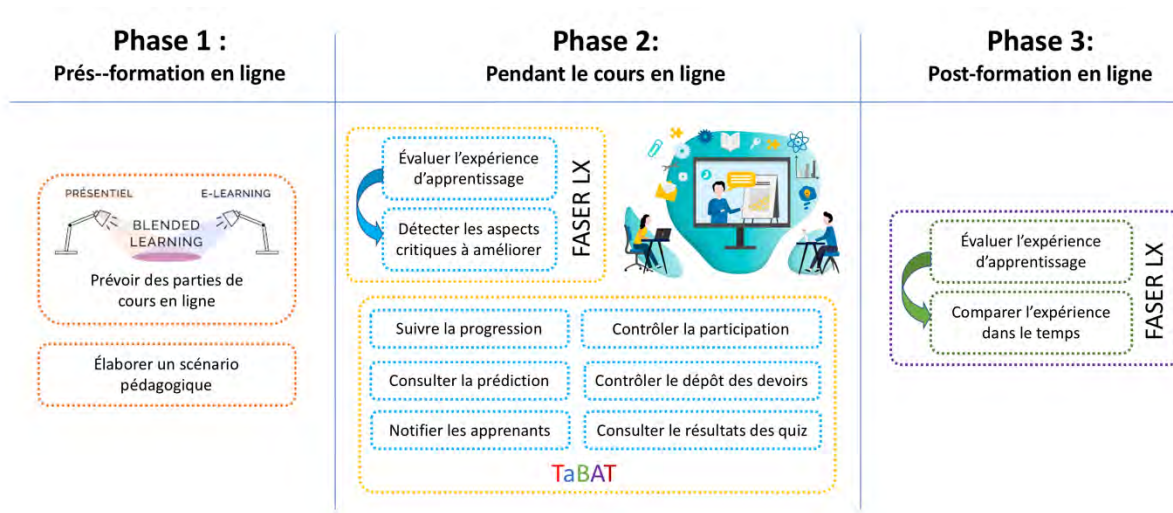 Phase 1 :
Prés--formation en ligne
PRÉSENTIEL
E-LEARNING
BLENDED
LEARNING
Prévoir des parties de
cours en ligne
Élaborer un scénario
pédagogique
Phase 2:
Pendant le cours en ligne
Évaluer l’expérience
d’apprentissage
Détecter les aspects
critiques à améliorer
FASER LX
Suivre la progression
Contrôler la participation
Consulter la prédiction
Contrôler le dépôt des devoirs
Notifier les apprenants
Consulter le résultats des quiz
TaBAT
Phase 3:
Post-formation en ligne
Évaluer l’expérience
d’apprentissage
Comparer l’expérience
dans le temps
FASER LX